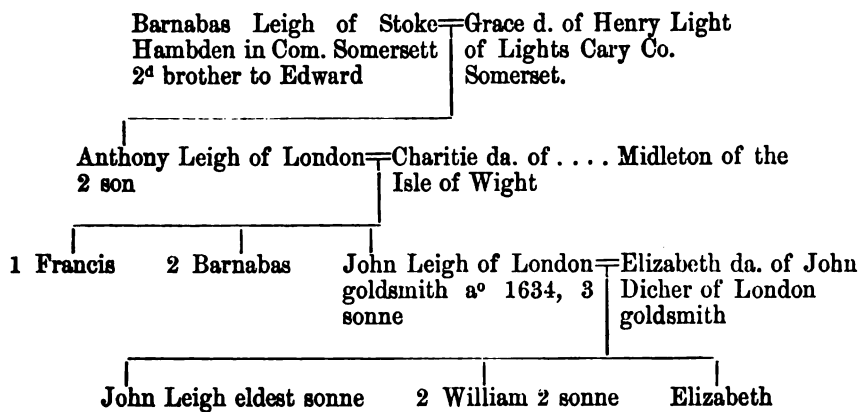 Barnabas Leigh of Stoke=Grace d. of Henry Light
Hambden in Com. Somersett of Lights Cary Co.
2ᵈ brother to Edward Somerset.
Anthony Leigh of London=Charitie da. of . . . . Midleton of the
2 son Isle of Wight
1 Francis 2 Barnabas John Leigh of London=Elizabeth da. of John
goldsmith aº 1634, 3 Dicher of London
sonne goldsmith
John Leigh eldest sonne 2 William 2 sonne Elizabeth